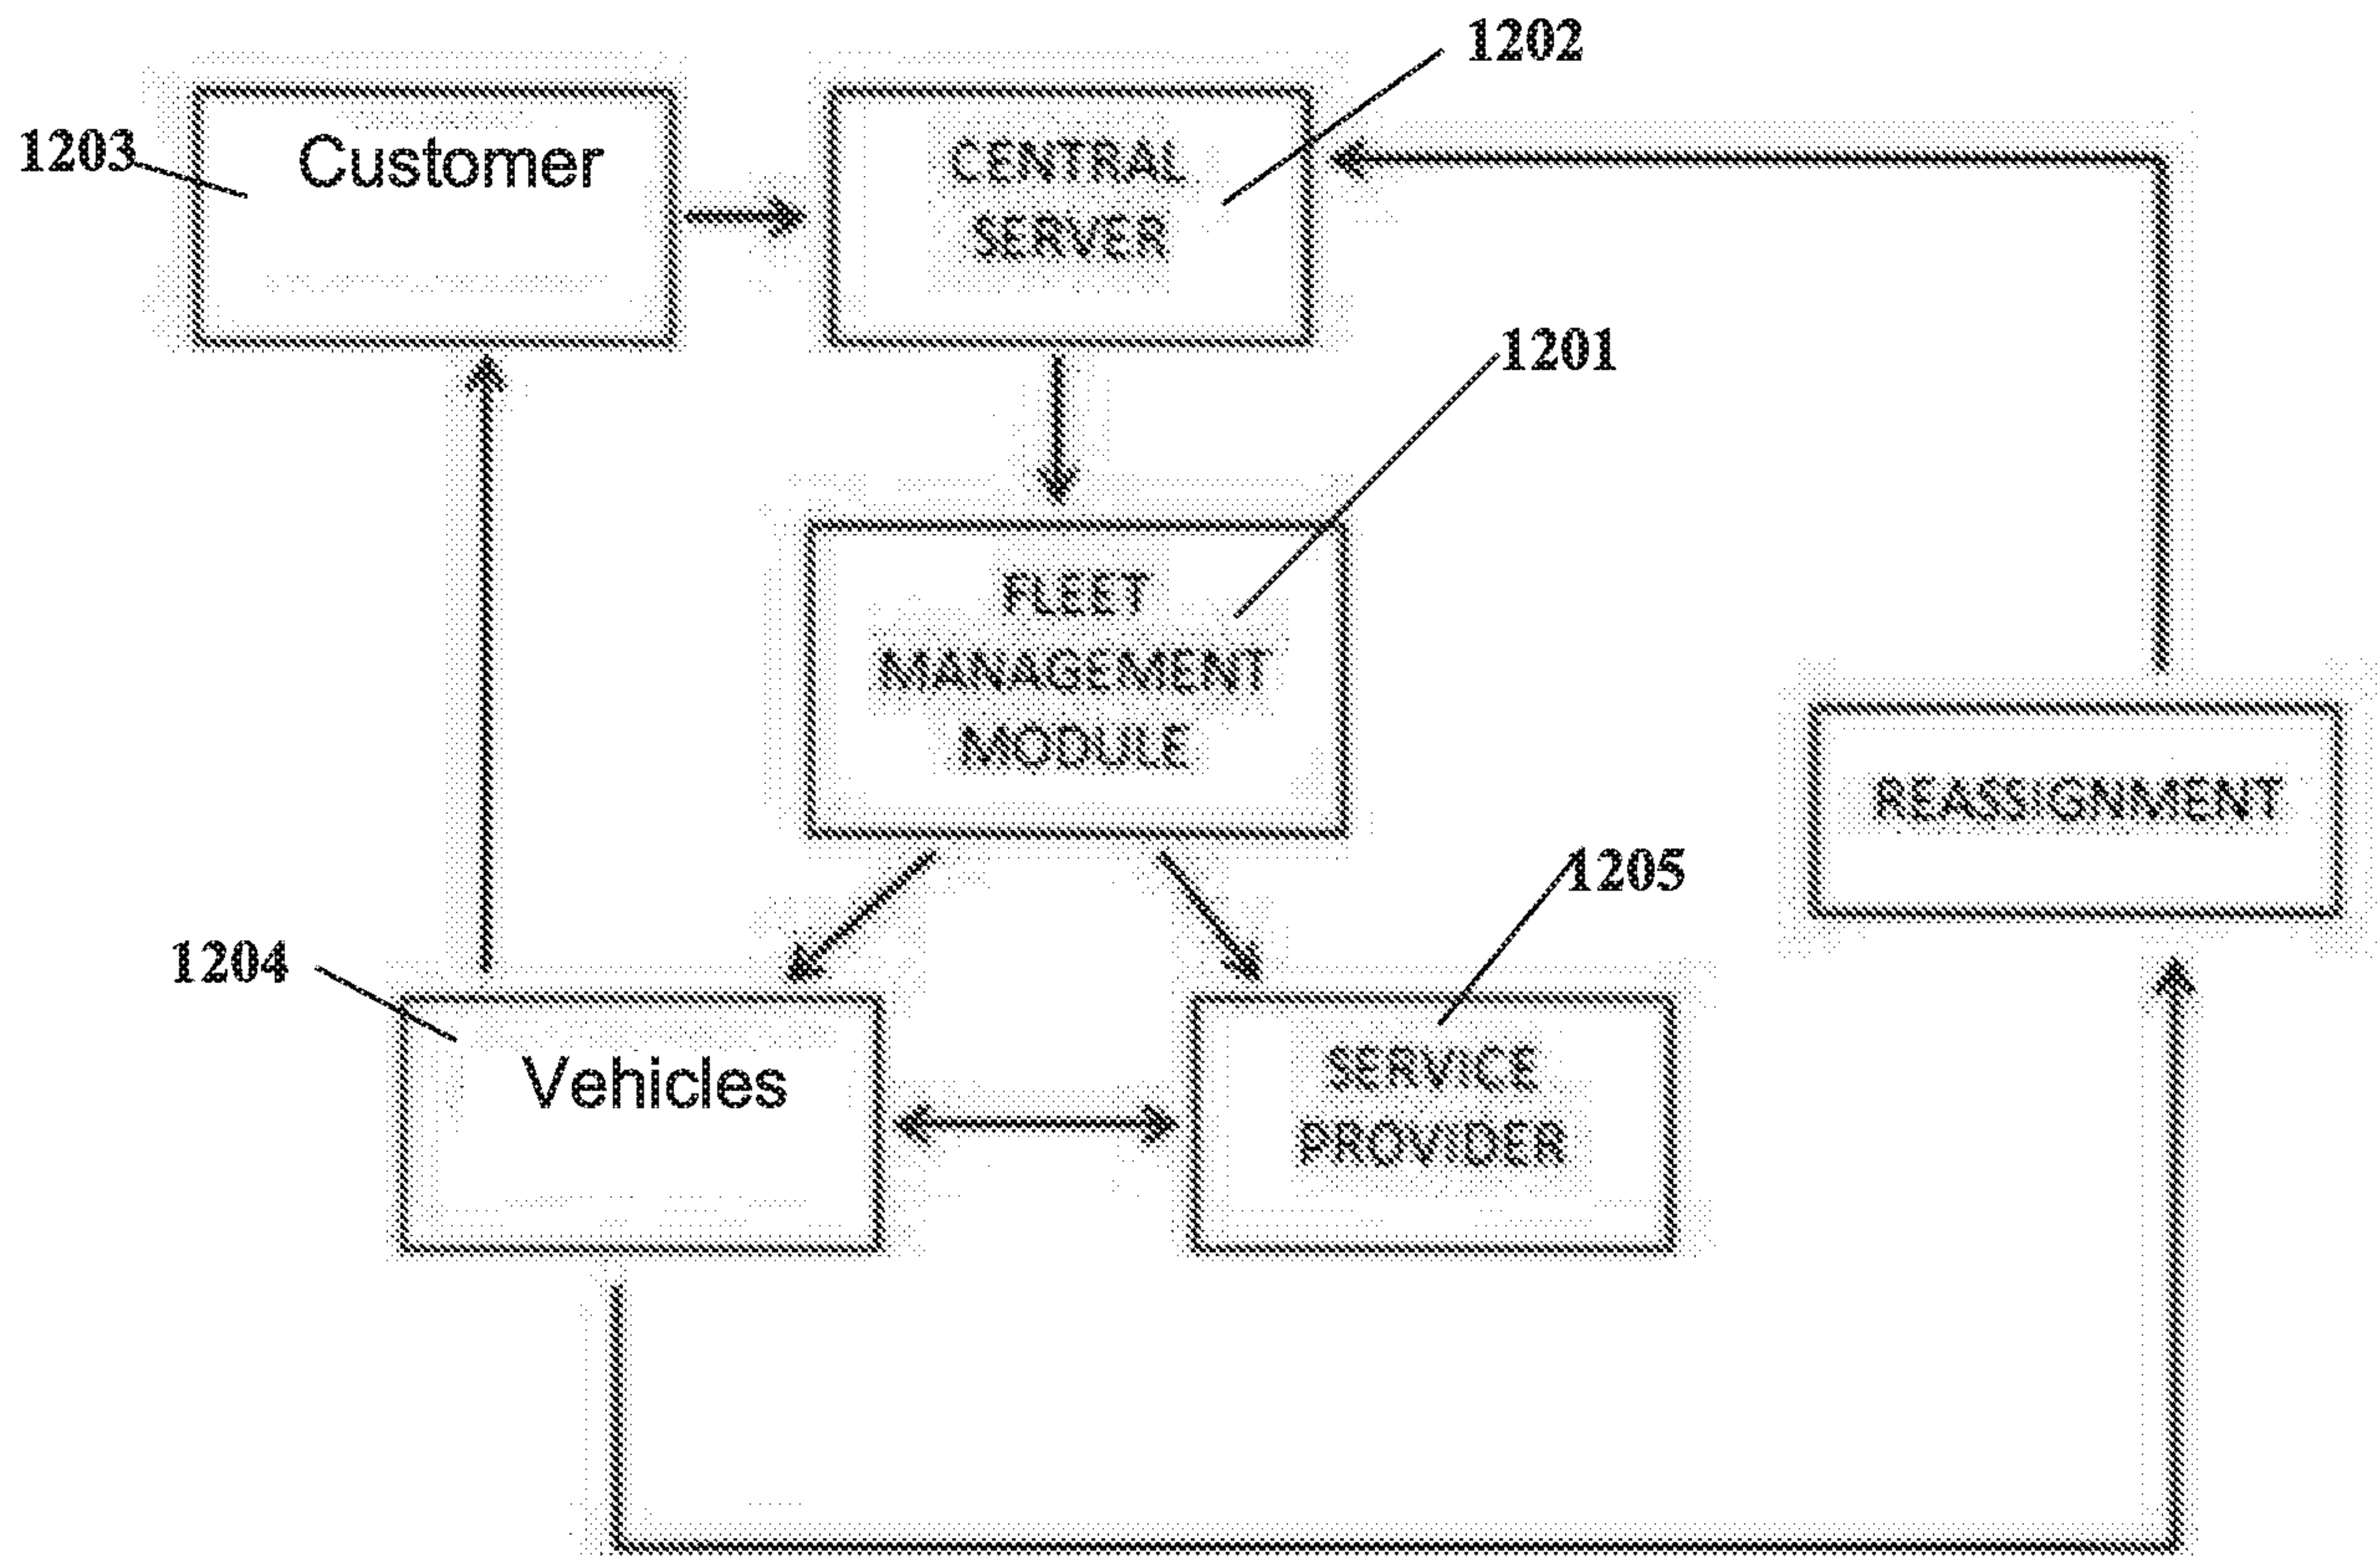 1202
1203
Customer
CENTRAL
SERVER
1201
FLEET
MANAGEMENT
MODULE
REASSIGNMENT
1205
1204
Vehicles
SERVICE
PROVIDER